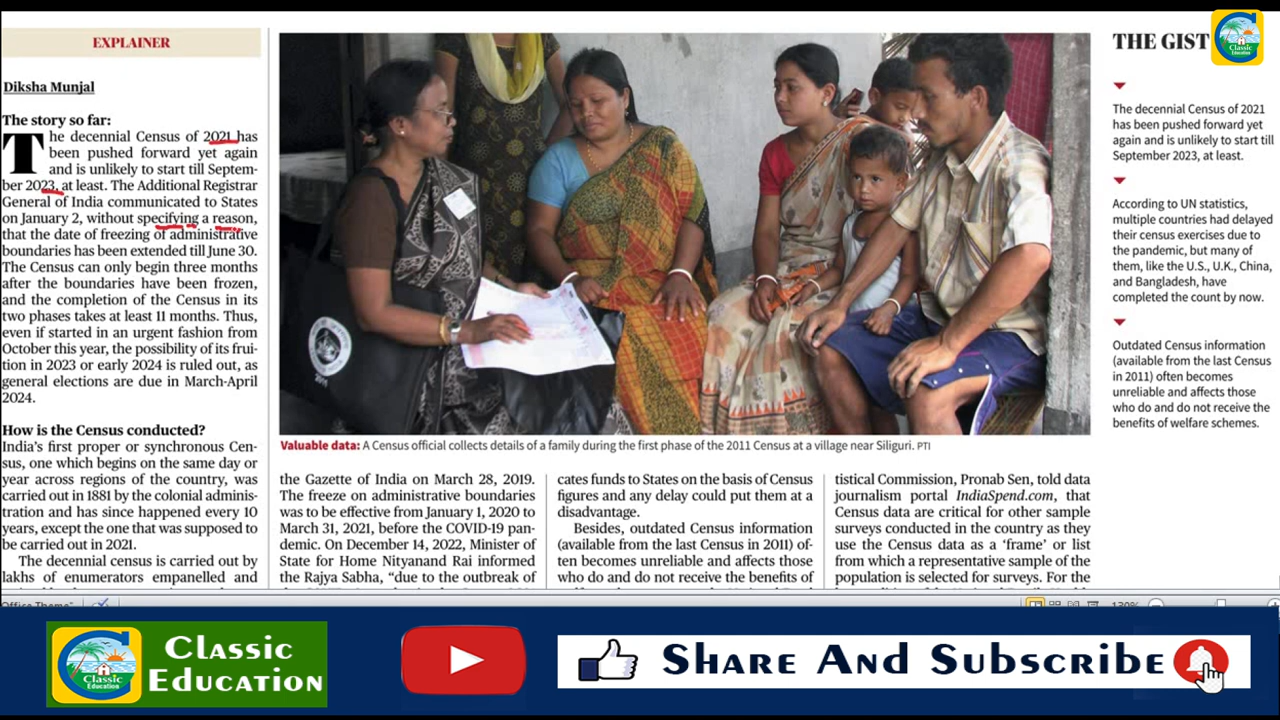 EXPLAINER
Diksha Munjal
The story so far:
The decennial Census of 2021 has
been pushed forward yet again
and is unlikely to start till Septem-
ber 2023, at least. The Additional Registrar
General of India communicated to States
on January 2, without specifying a reason,
that the date of freezing of administrative
boundaries has been extended till June 30.
The Census can only begin three months
after the boundaries have been frozen,
and the completion of the Census in its
two phases takes at least 11 months. Thus,
even if started in an urgent fashion from
October this year, the possibility of its frui-
tion in 2023 or early 2024 is ruled out, as
general elections are due in March-April
2024.
How is the Census conducted?
India's first proper or synchronous Cen-
sus, one which begins on the same day or
year across regions of the country, was
carried out in 1881 by the colonial adminis-
tration and has since happened every 10
years, except the one that was supposed to
be carried out in 2021.
The decennial census is carried out by
lakhs of enumerators empanelled and
Valuable data: A Census official collects details of a family during the first phase of the 2011 Census at a village near Siliguri. PTI
the Gazette of India on March 28, 2019.
The freeze on administrative boundaries
was to be effective from January 1, 2020 to
March 31, 2021, before the COVID-19 pan-
demic. On December 14, 2022, Minister of
State for Home Nityanand Rai informed
the Rajya Sabha, "due to the outbreak of
cates funds to States on the basis of Census
figures and any delay could put them at a
disadvantage.
Besides, outdated Census information
(available from the last Census in 2011) of-
ten becomes unreliable and affects those
who do and do not receive the benefits of
tistical Commission, Pronab Sen, told data
journalism portal IndiaSpend.com, that
Census data are critical for other sample
surveys conducted in the country as they
use the Census data as a 'frame' or list
from which a representative sample of the
population is selected for surveys. For the
THE GIST
The decennial Census of 2021
has been pushed forward yet
again and is unlikely to start till
September 2023, at least.
According to UN statistics,
multiple countries had delayed
their census exercises due to
the pandemic, but many of
them, like the U.S., U.K., China,
and Bangladesh, have
completed the count by now.
Outdated Census information
(available from the last Census
in 2011) often becomes
unreliable and affects those
who do and do not receive the
benefits of welfare schemes.
Classic
Education
Office Theme"
130%
Classic
Education
Classic
Education
Share And Subscribe